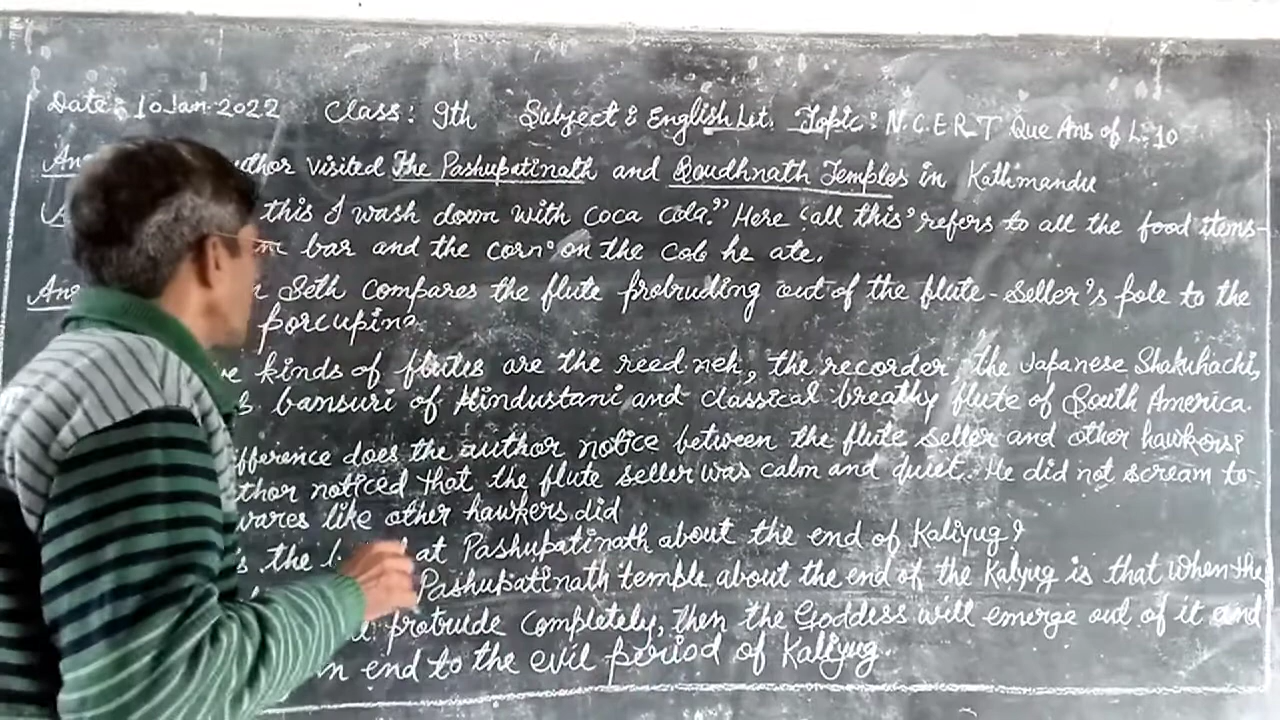 Date: 10 Jan. 2022 Class: 9th Subject: English Lit. Topic: N.C.E.R.T Que Ans of L:10
visited The Pashupatinath and Boudhnath Temples in Kathmandu
this I wash down with coca cola." Here 'all this' refers to all the food items-
bar and the corn on the cob he ate.
Seth compares the flute protruding out of the flute-seller's pole to the
porcupine
kinds of flutes are the reed neh, the recorder, the Japanese Shakuhachi,
bansuri of Hindustani and classical breathy flute of South America.
does the author notice between the flute seller and other hawkers?
noticed that the flute seller was calm and quiet. He did not scream to
like other hawkers did
the at Pashupatinath about the end of Kaliyug?
Pashupatinath temple about the end of the Kalyug is that when the
protrude completely, then the Goddess will emerge out of it and
end to the evil period of Kaliyug.